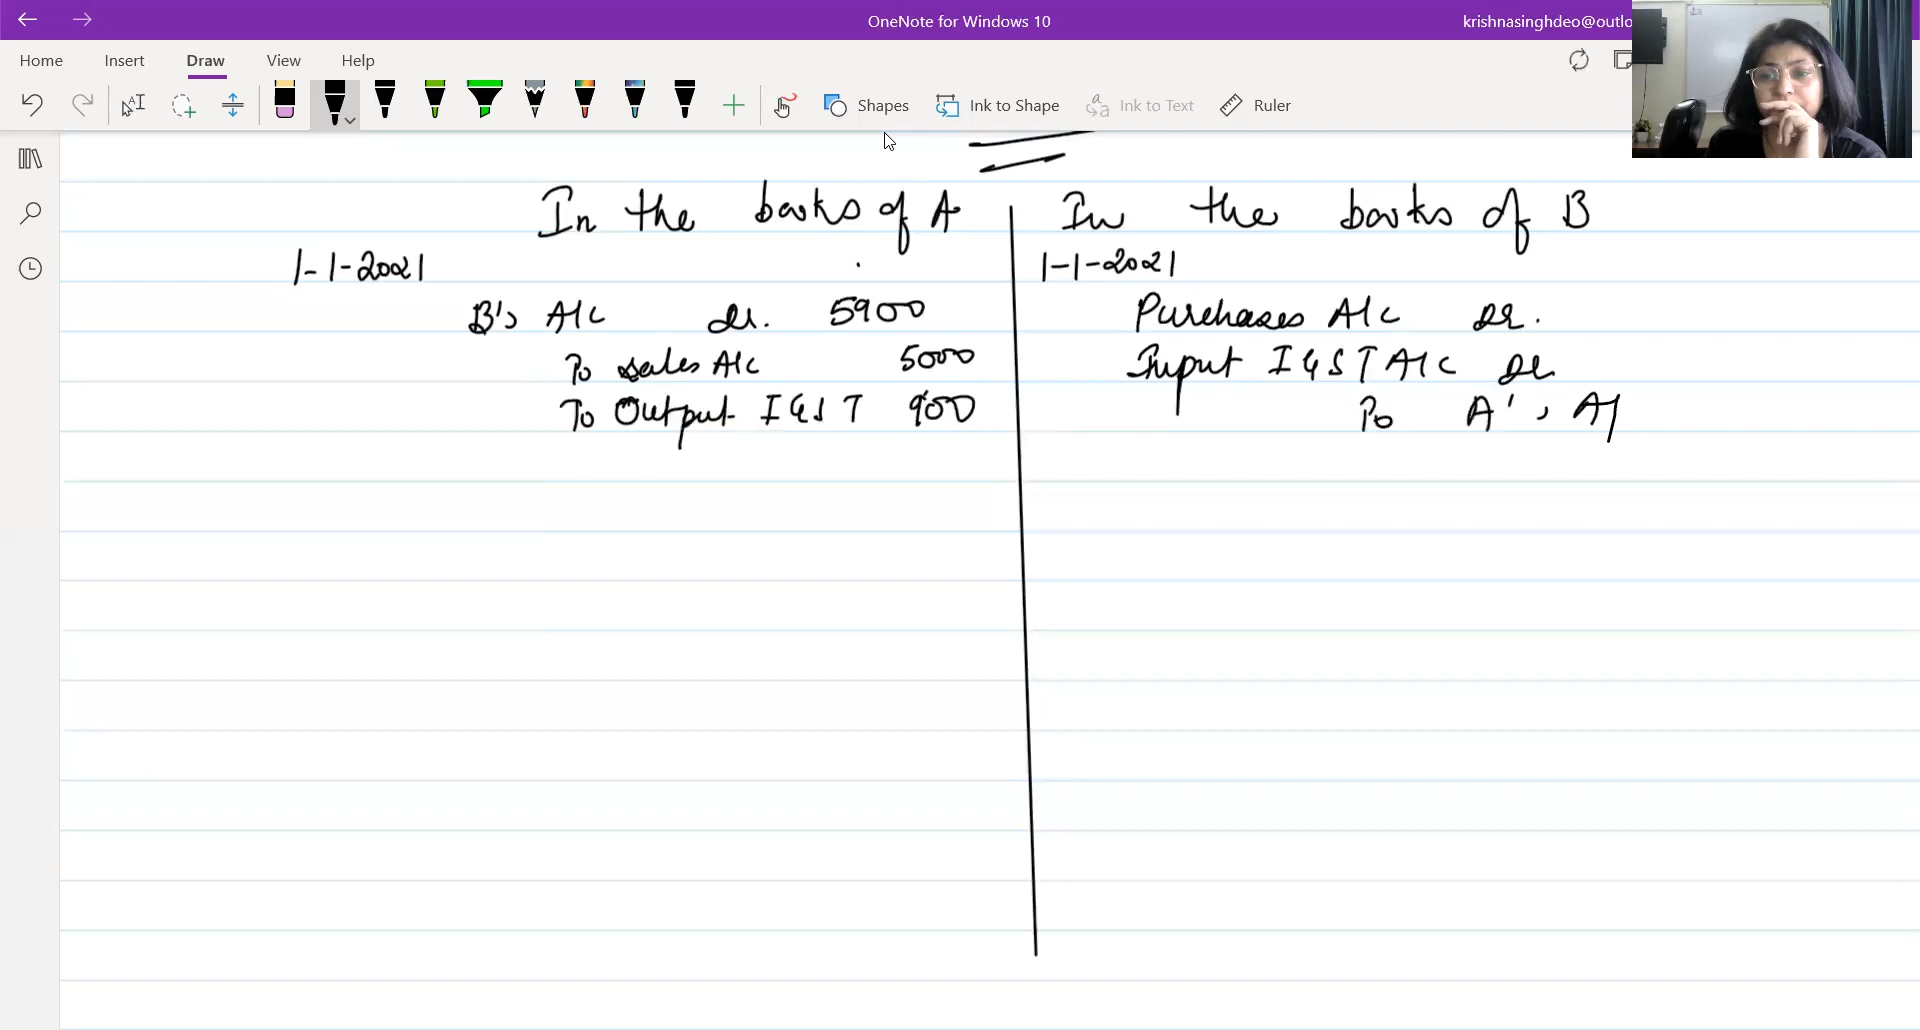 OneNote for Windows 10
krishnasinghdeo@outlo
Home Insert Draw View Help
Shapes Ink to Shape Ink to Text Ruler
In the books of A
1-1-2021
B's A/c Dr. 5900
To Sales A/c 5000
To Output IGST 900
In the books of B
1-1-2021
Purchases A/c Dr.
Input IGST A/c Dr
To A's A/